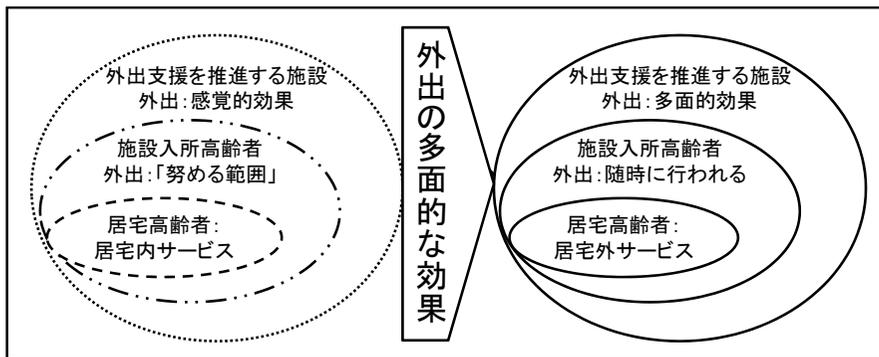 外出支援を推進する施設
外出：感覚的効果
施設入所高齢者
外出：「努める範囲」
居宅高齢者：
居宅内サービス
外出の多面的な効果
外出支援を推進する施設
外出：多面的効果
施設入所高齢者
外出：随時に行われる
居宅高齢者：
居宅外サービス